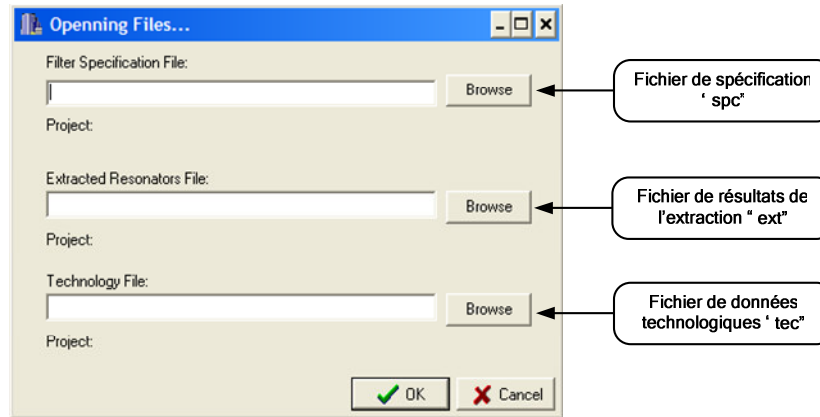 Openning Files...
Filter Specification File:
Browse
Project:
Fichier de spécification
‘ spc”
Extracted Resonators File:
Browse
Project:
Fichier de résultats de
l’extraction “ ext”
Technology File:
Browse
Project:
Fichier de données
technologiques ‘ tec”
OK
Cancel